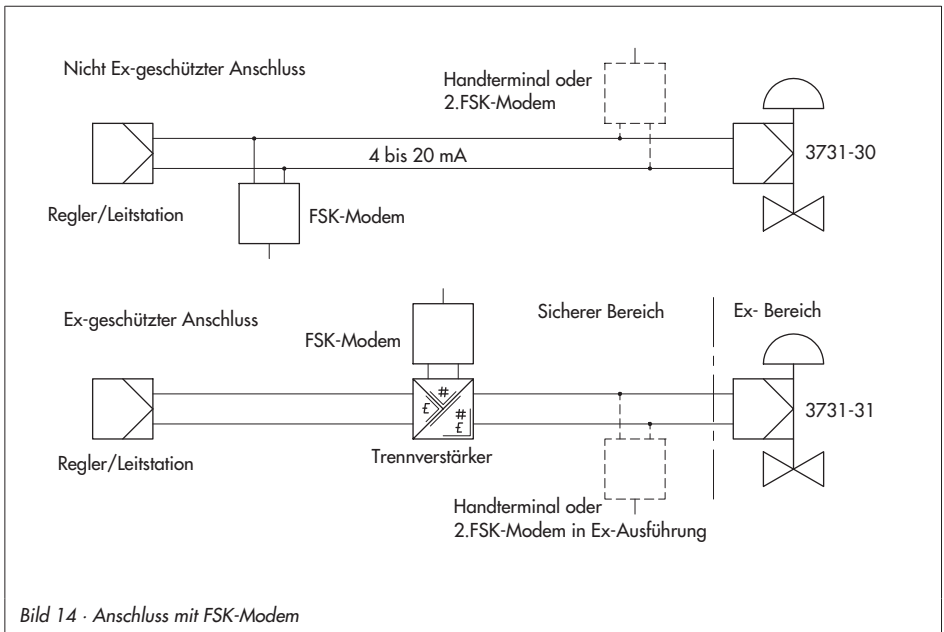 Nicht Ex-geschützter Anschluss
Handterminal oder
2.FSK-Modem
4 bis 20 mA
3731-30
Regler/Leitstation
FSK-Modem
Ex-geschützter Anschluss
FSK-Modem
Sicherer Bereich
Ex- Bereich
3731-31
Regler/Leitstation
Trennverstärker
Handterminal oder
2.FSK-Modem in Ex-Ausführung
Bild 14 · Anschluss mit FSK-Modem